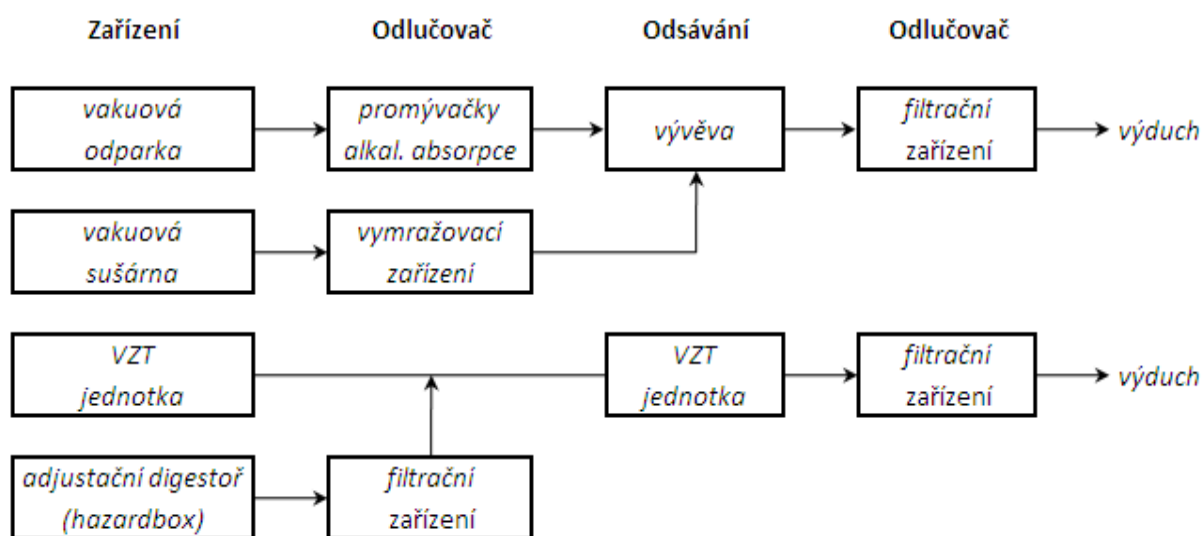 Zařízení Odlučovač Odsávání Odlučovač
vakuová
odparka
promývačky
alkal. absorpce
vývěva
filtrační
zařízení
výduch
vakuová
sušárna
vymražovací
zařízení
VZT
jednotka
VZT
jednotka
filtrační
zařízení
výduch
adjustační digestoř
(hazardbox)
filtrační
zařízení